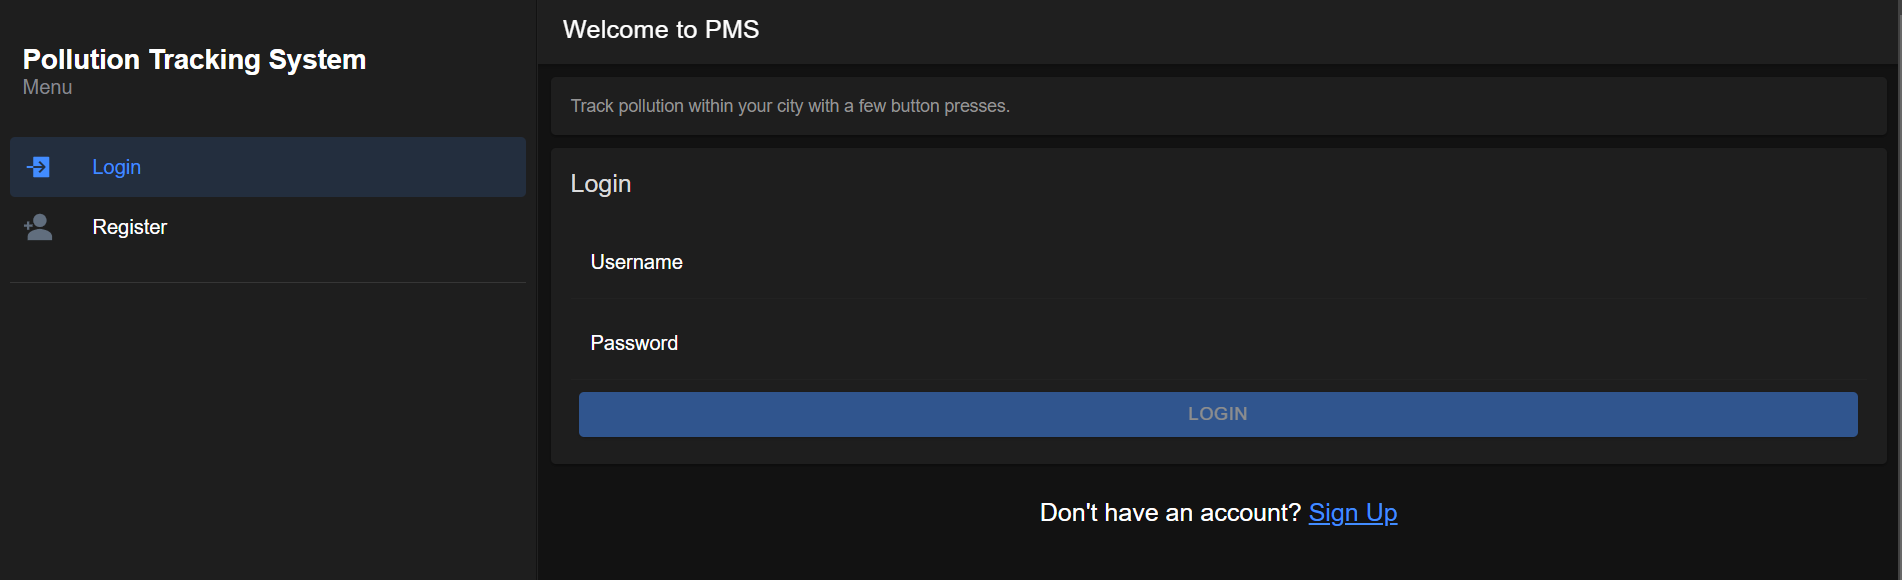 Pollution Tracking System
Menu
Login
Register
Welcome to PMS
Track pollution within your city with a few button presses.
Login
Username
Password
LOGIN
Don't have an account? Sign Up